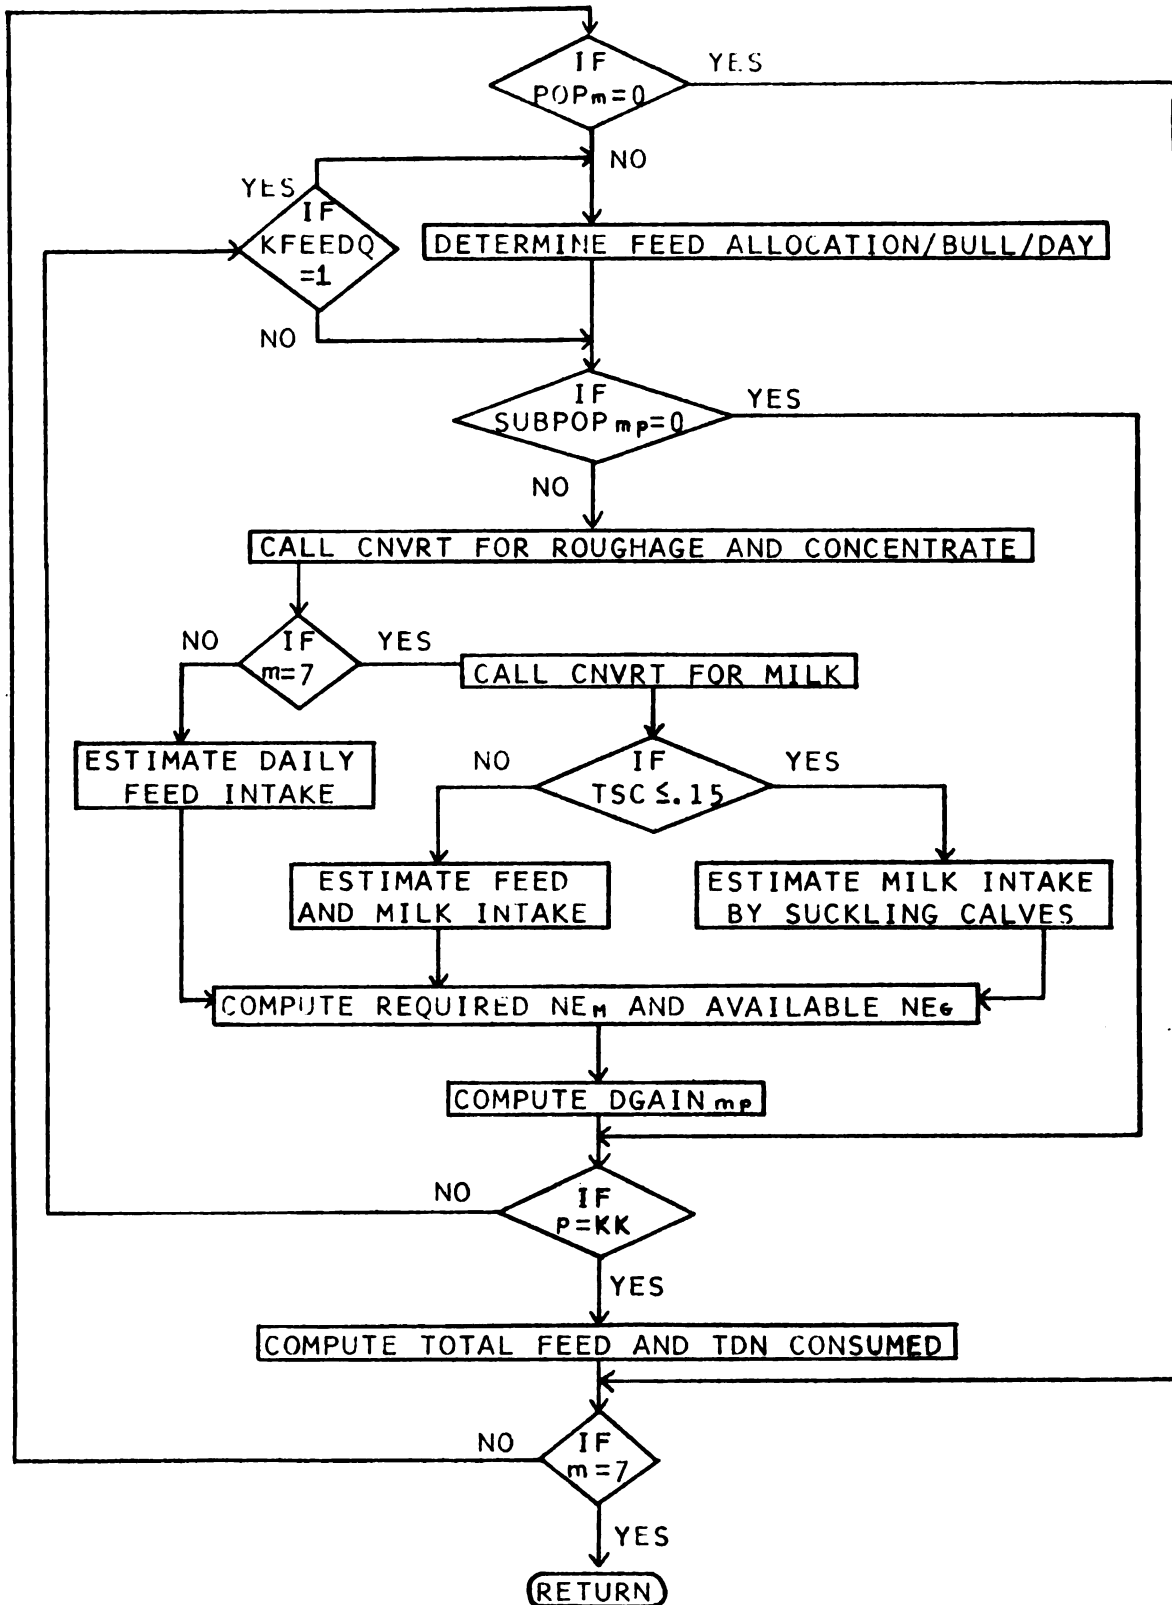 IF
POPm=0
YES
NO
YES
IF
KFEEDQ
=1
NO
DETERMINE FEED ALLOCATION/BULL/DAY
IF
SUBPOPmp=0
YES
NO
CALL CNVRT FOR ROUGHAGE AND CONCENTRATE
NO
IF
m=7
YES
CALL CNVRT FOR MILK
ESTIMATE DAILY
FEED INTAKE
NO
IF
TSC≤.15
YES
ESTIMATE FEED
AND MILK INTAKE
ESTIMATE MILK INTAKE
BY SUCKLING CALVES
COMPUTE REQUIRED NEM AND AVAILABLE NEG
COMPUTE DGAINmp
NO
IF
P=KK
YES
COMPUTE TOTAL FEED AND TDN CONSUMED
NO
IF
m=7
YES
RETURN